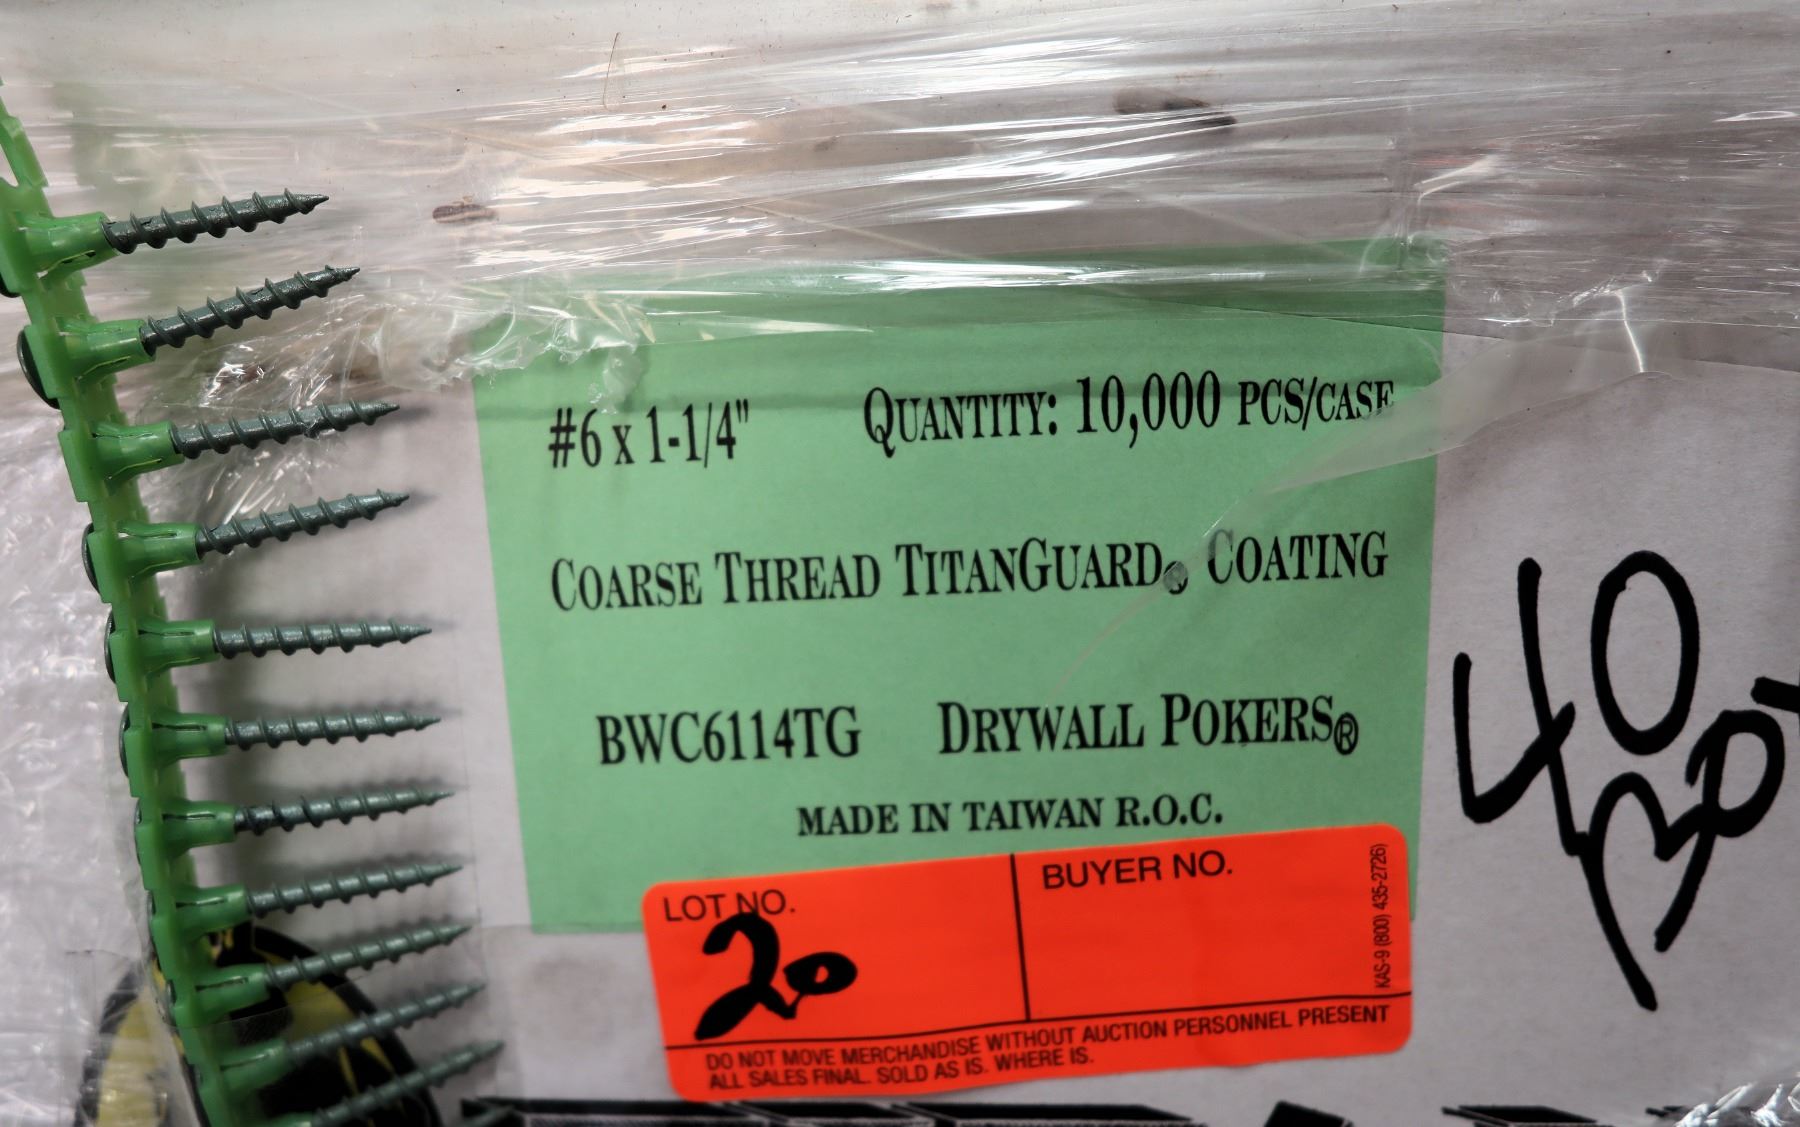 #6 x 1-1/4" QUANTITY: 10,000 PCS/CASE
COARSE THREAD TITANGUARD® COATING
BWC6114TG DRYWALL POKERS®
MADE IN TAIWAN R.O.C.
40
LOT NO. BUYER NO.
20
KAS-9 (800) 435-2726)
DO NOT MOVE MERCHANDISE WITHOUT AUCTION PERSONNEL PRESENT
ALL SALES FINAL. SOLD AS IS. WHERE IS.